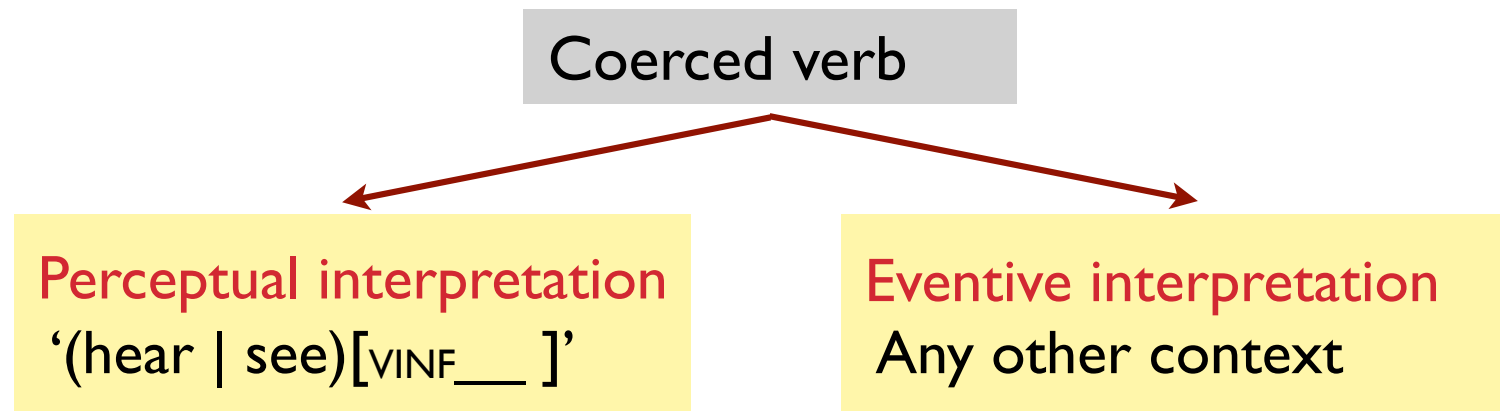 Coerced verb
Perceptual interpretation
‘(hear | see)[VINF___ ]’
Eventive interpretation
Any other context